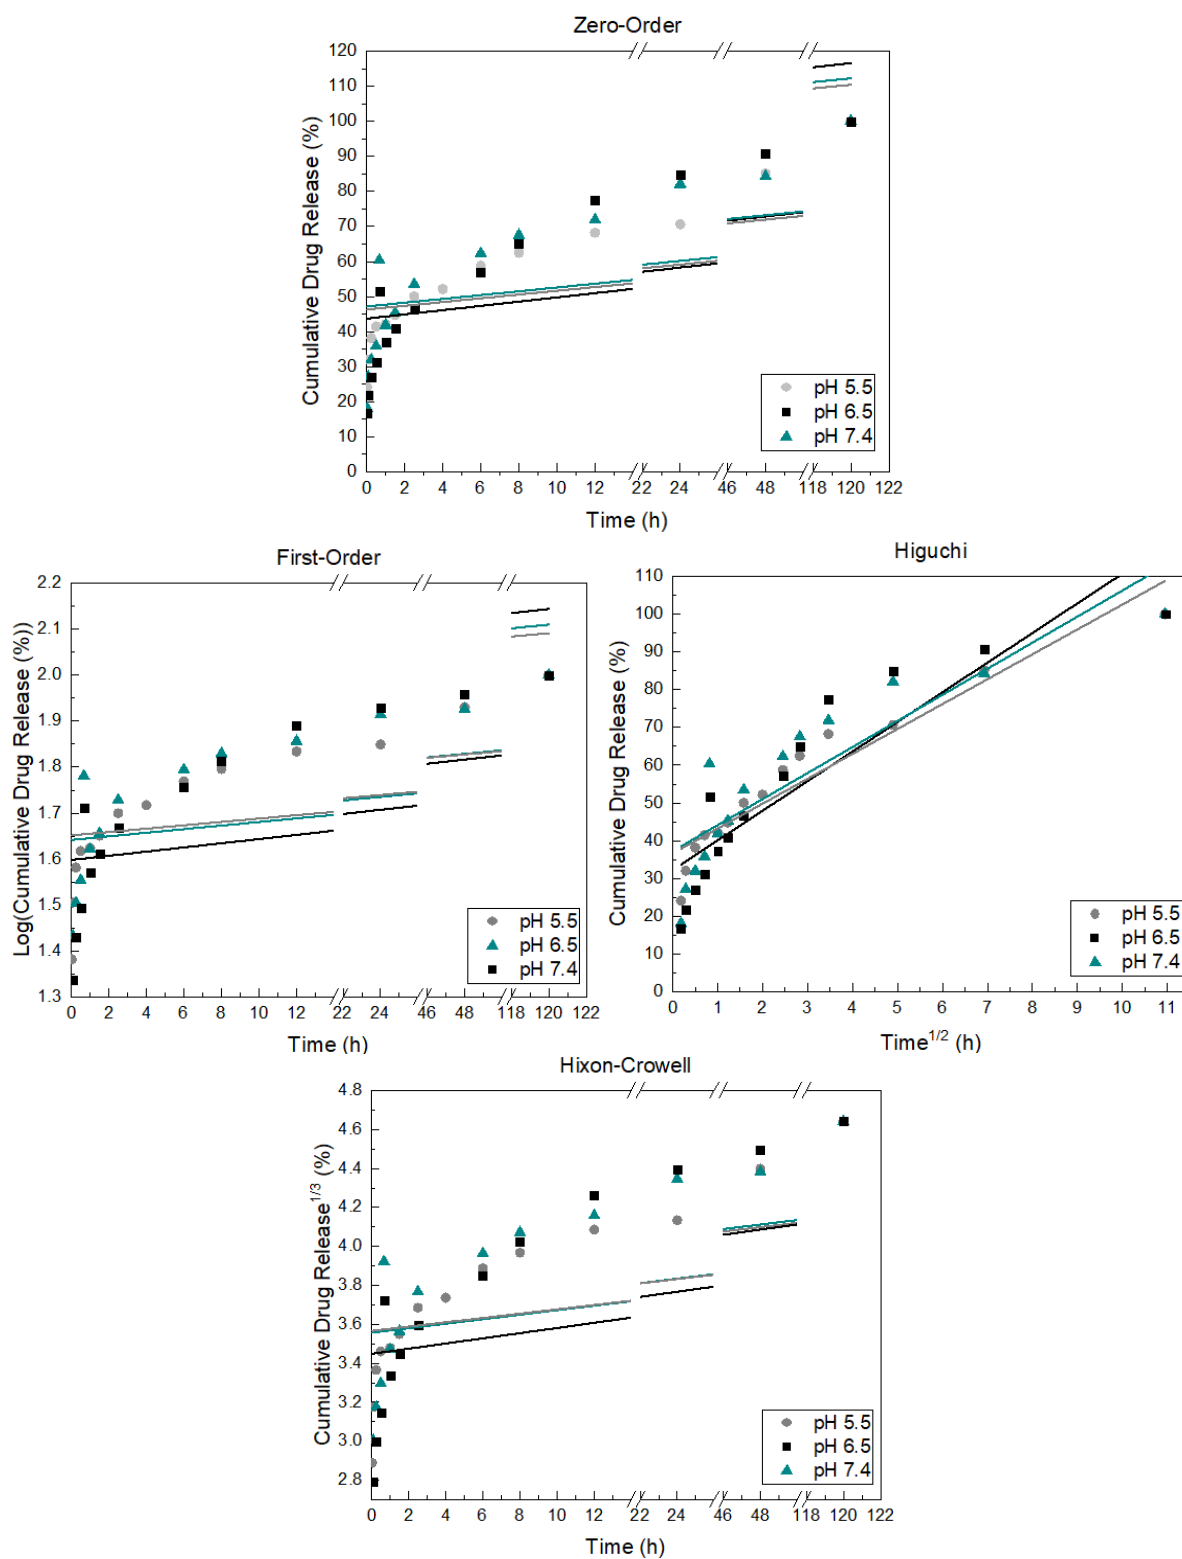 Zero-Order
Cumulative Drug Release (%)
120
110
100
90
80
70
60
50
40
30
20
10
0
0 2 4 6 8 10 12 22 24 46 48 118 120 122
Time (h)
pH 5.5
pH 6.5
pH 7.4
First-Order
Log(Cumulative Drug Release (%))
2.2
2.1
2.0
1.9
1.8
1.7
1.6
1.5
1.4
1.3
0 2 4 6 8 10 12 22 24 46 48 118 120 122
Time (h)
pH 5.5
pH 6.5
pH 7.4
Higuchi
Cumulative Drug Release (%)
110
100
90
80
70
60
50
40
30
20
10
0
0 1 2 3 4 5 6 7 8 9 10 11
Time1/2 (h)
pH 5.5
pH 6.5
pH 7.4
Hixon-Crowell
Cumulative Drug Release1/3 (%)
4.8
4.6
4.4
4.2
4.0
3.8
3.6
3.4
3.2
3.0
2.8
0 2 4 6 8 10 12 22 24 46 48 118 120 122
Time (h)
pH 5.5
pH 6.5
pH 7.4